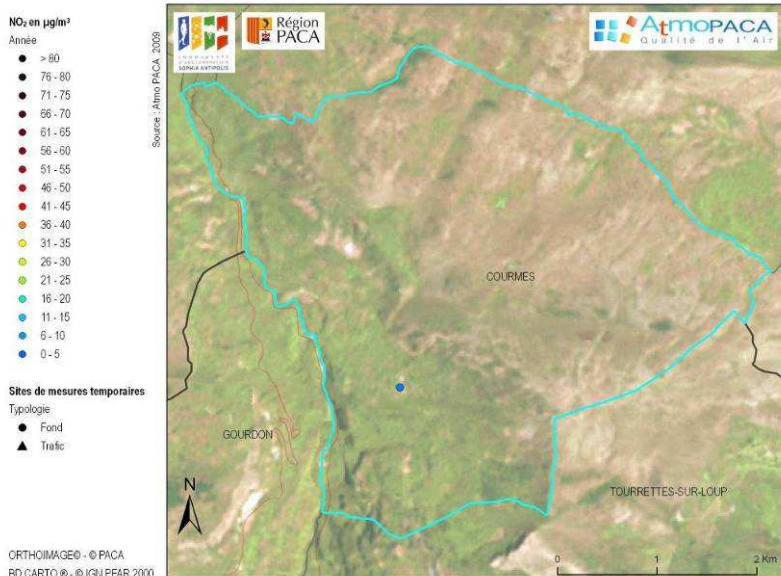 NO₂ en µg/m³
Année
> 80
76 - 80
71 - 75
66 - 70
61 - 65
56 - 60
51 - 55
46 - 50
41 - 45
36 - 40
31 - 35
26 - 30
21 - 25
16 - 20
11 - 15
6 - 10
0 - 5
Sites de mesures temporaires
Typologie
Fond
Trafic
ORTHOIMAGE© - © PACA
BD CARTO ® - © IGN PFAR 2000
Source : Atmo PACA 2009
SOPHIA ANTIPOLIS
Région
PACA
AtmoPACA
Qualité de l'Air
COURMES
GOURDON
TOURRETTES-SUR-LOUP
N
0 1 2 Km